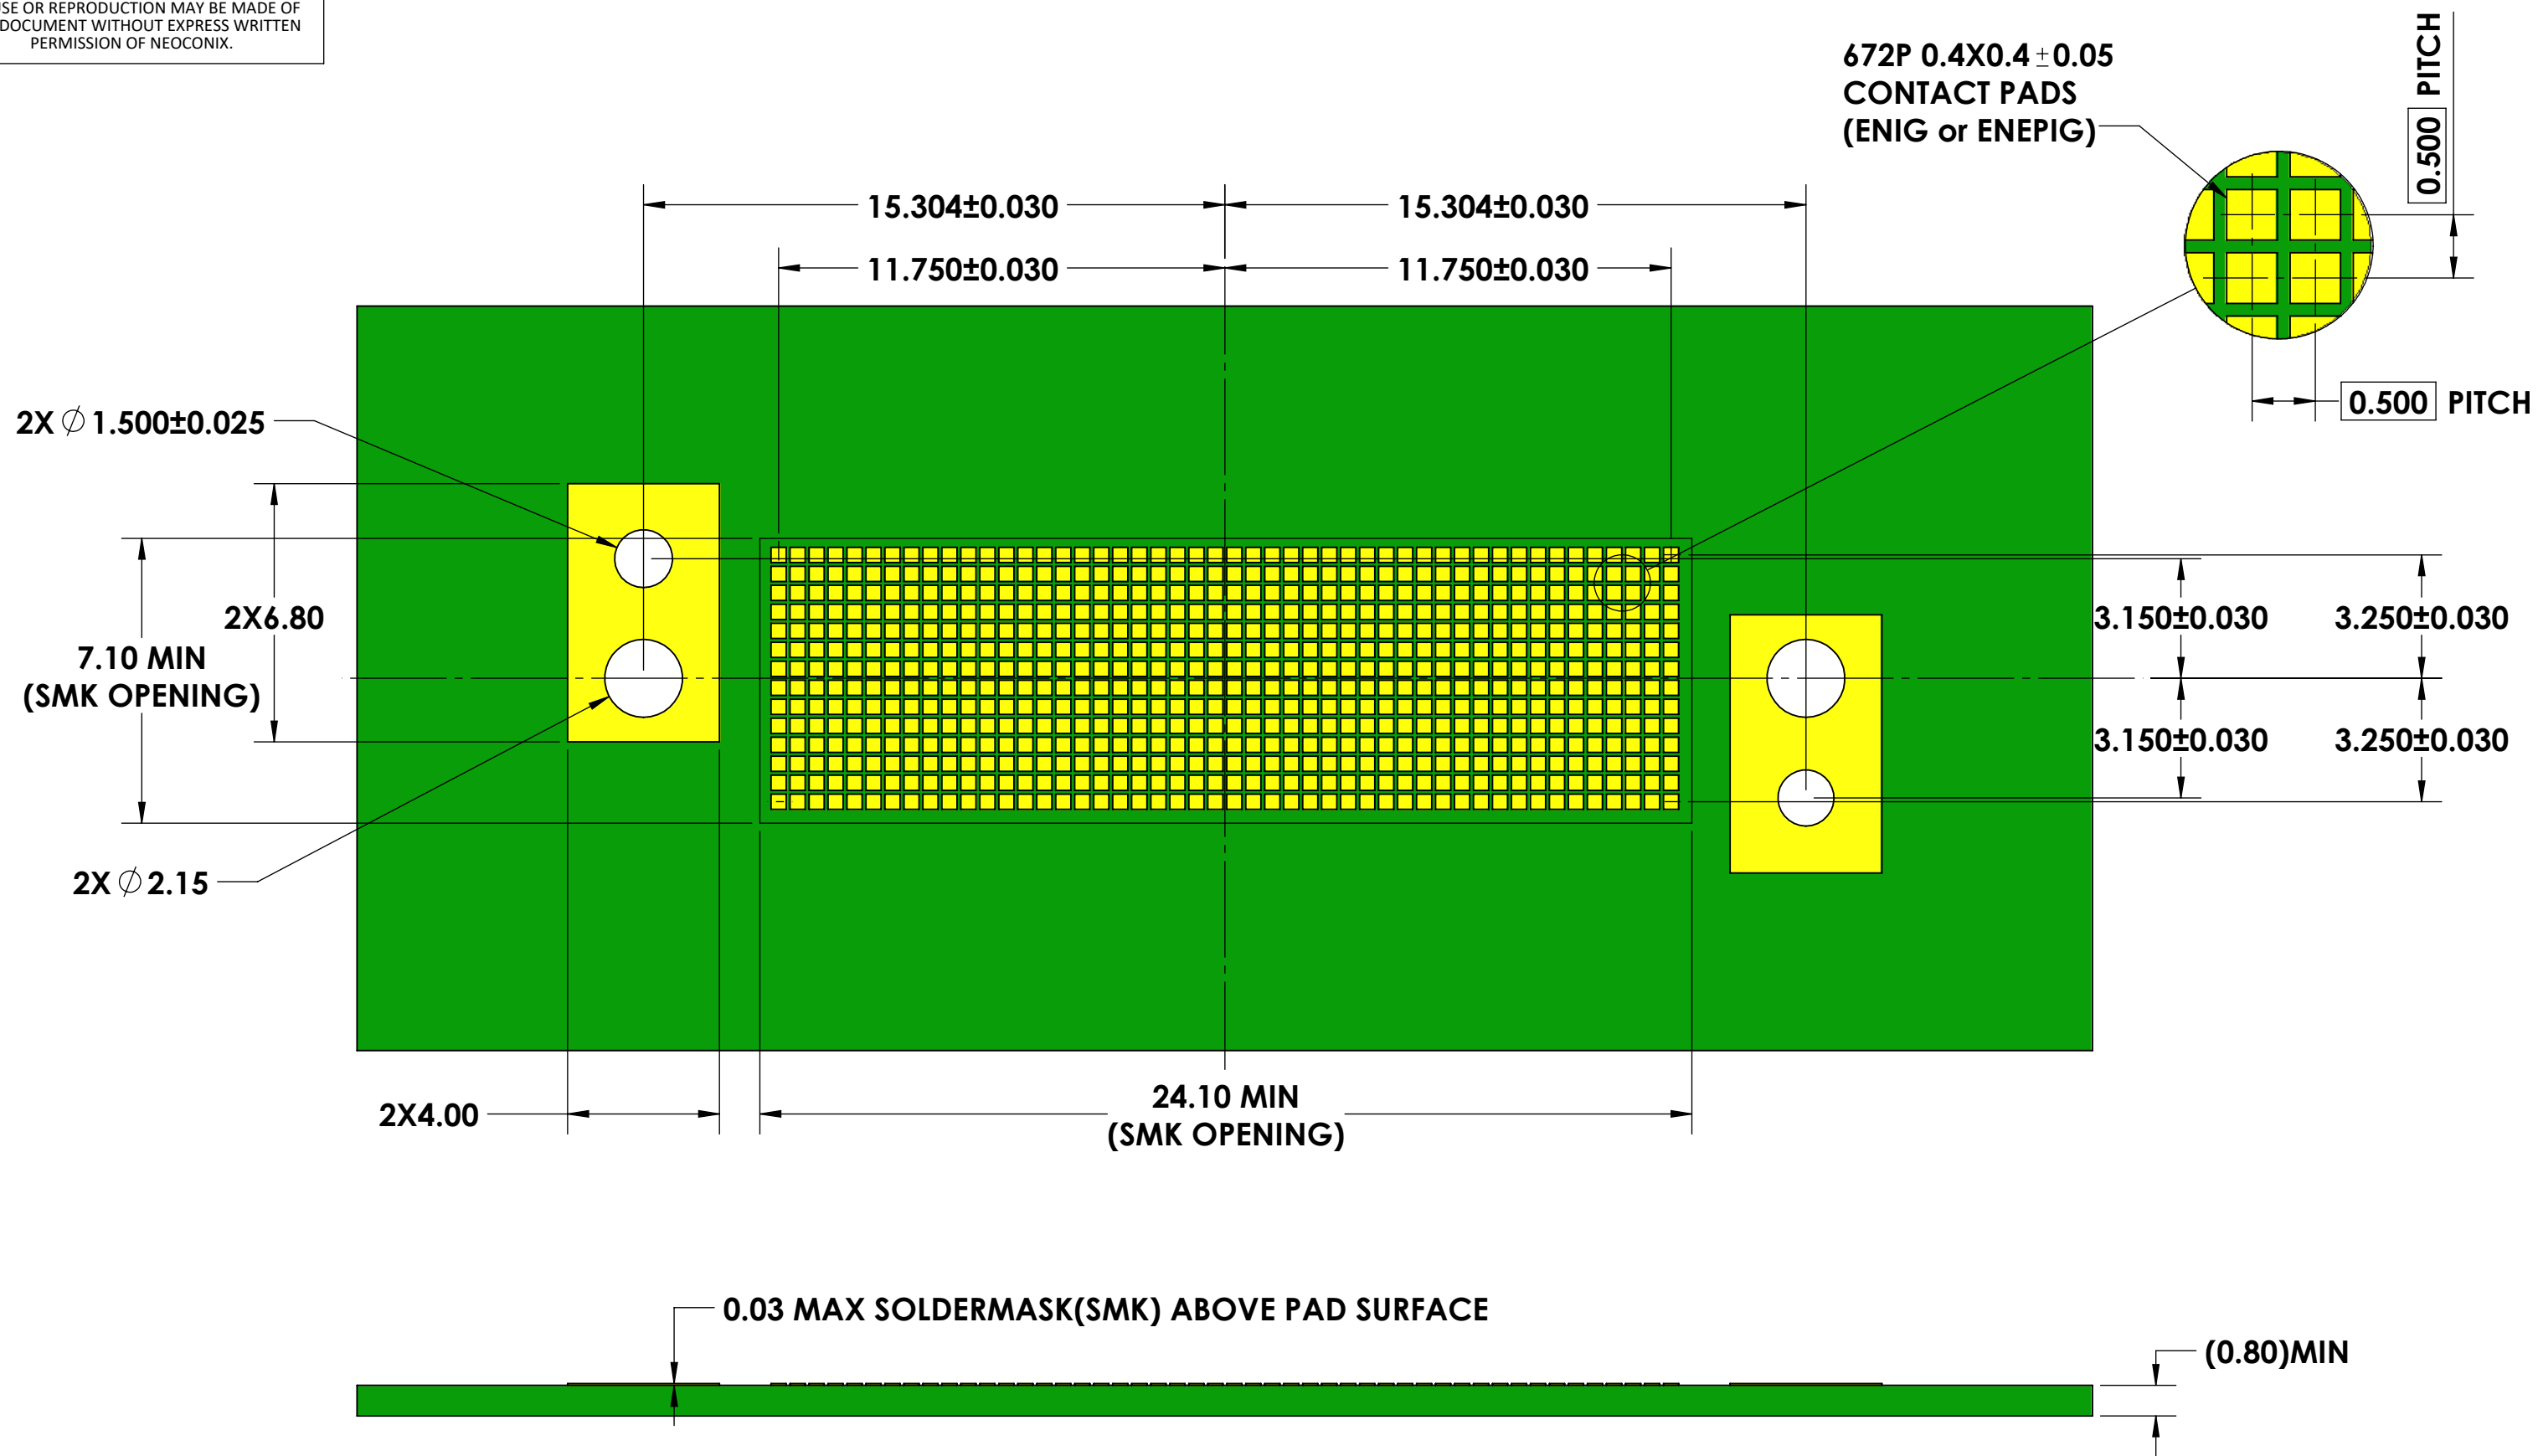 USE OR REPRODUCTION MAY BE MADE OF
DOCUMENT WITHOUT EXPRESS WRITTEN
PERMISSION OF NEOCONIX.
672P 0.4X0.4 ±0.05
CONTACT PADS
(ENIG or ENEPIG)
0.500 PITCH
15.304±0.030
15.304±0.030
11.750±0.030
11.750±0.030
0.500 PITCH
2X ∅ 1.500±0.025
2X6.80
7.10 MIN
(SMK OPENING)
3.150±0.030
3.250±0.030
3.150±0.030
3.250±0.030
2X ∅ 2.15
2X4.00
24.10 MIN
(SMK OPENING)
0.03 MAX SOLDERMASK(SMK) ABOVE PAD SURFACE
(0.80)MIN